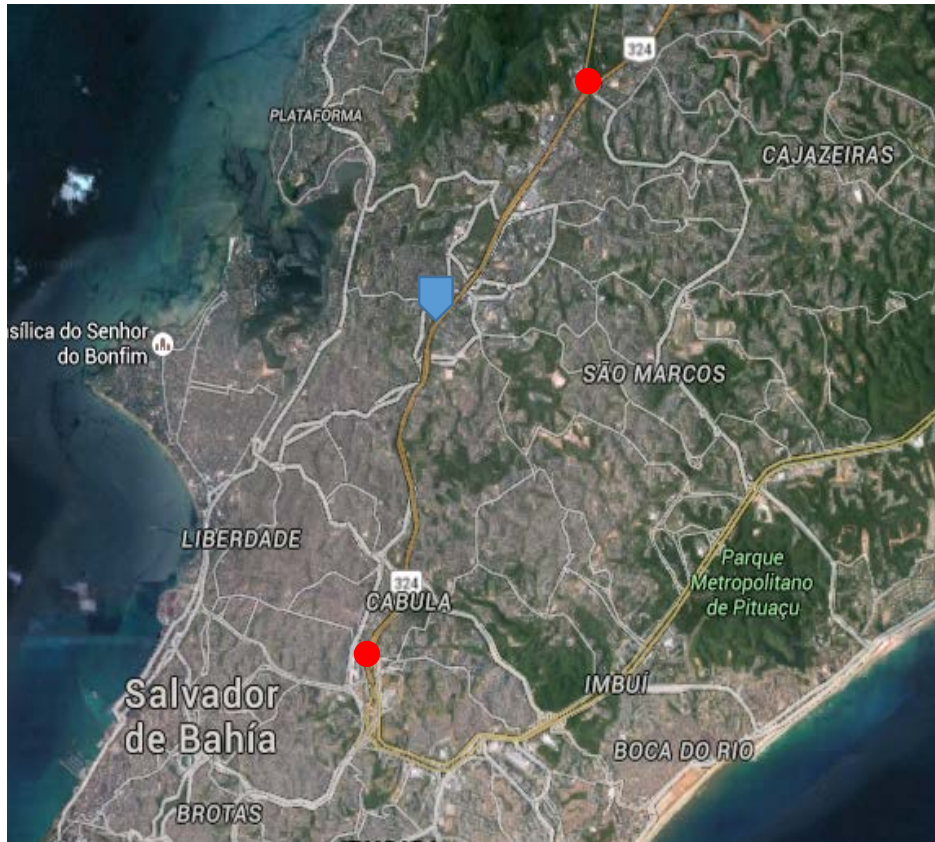 324
PLATAFORMA
CAJAZEIRAS
asílica do Senhor
do Bonfim
SÃO MARCOS
LIBERDADE
Parque
Metropolitano
de Pituaçu
324
CABULA
IMBUÍ
Salvador
de Bahía
BOCA DO RIO
BROTAS